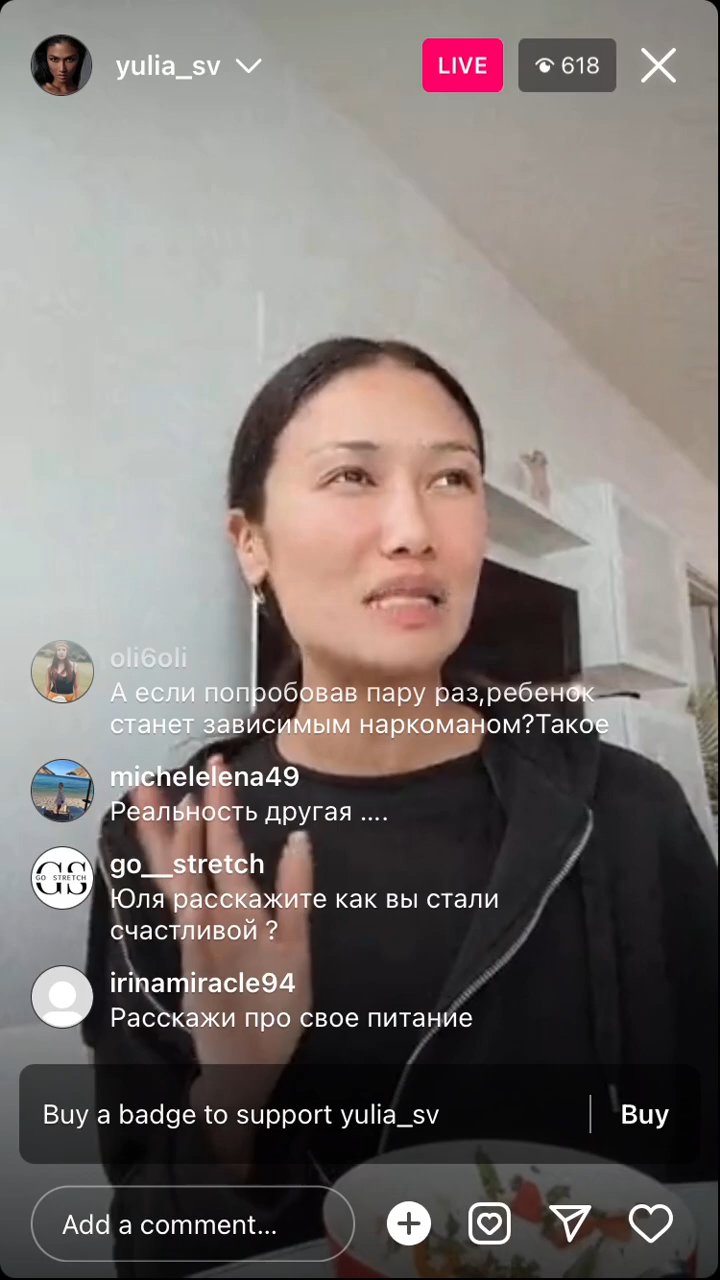 yulia_sv
LIVE
618
oli6oli
А если попробовав пару раз,ребенок
станет зависимым наркоманом?Такое
michelelena49
Реальность другая ....
GS
GO STRETCH
go__stretch
Юля расскажите как вы стали
счастливой ?
irinamiracle94
Расскажи про свое питание
Buy a badge to support yulia_sv
Buy
Add a comment...